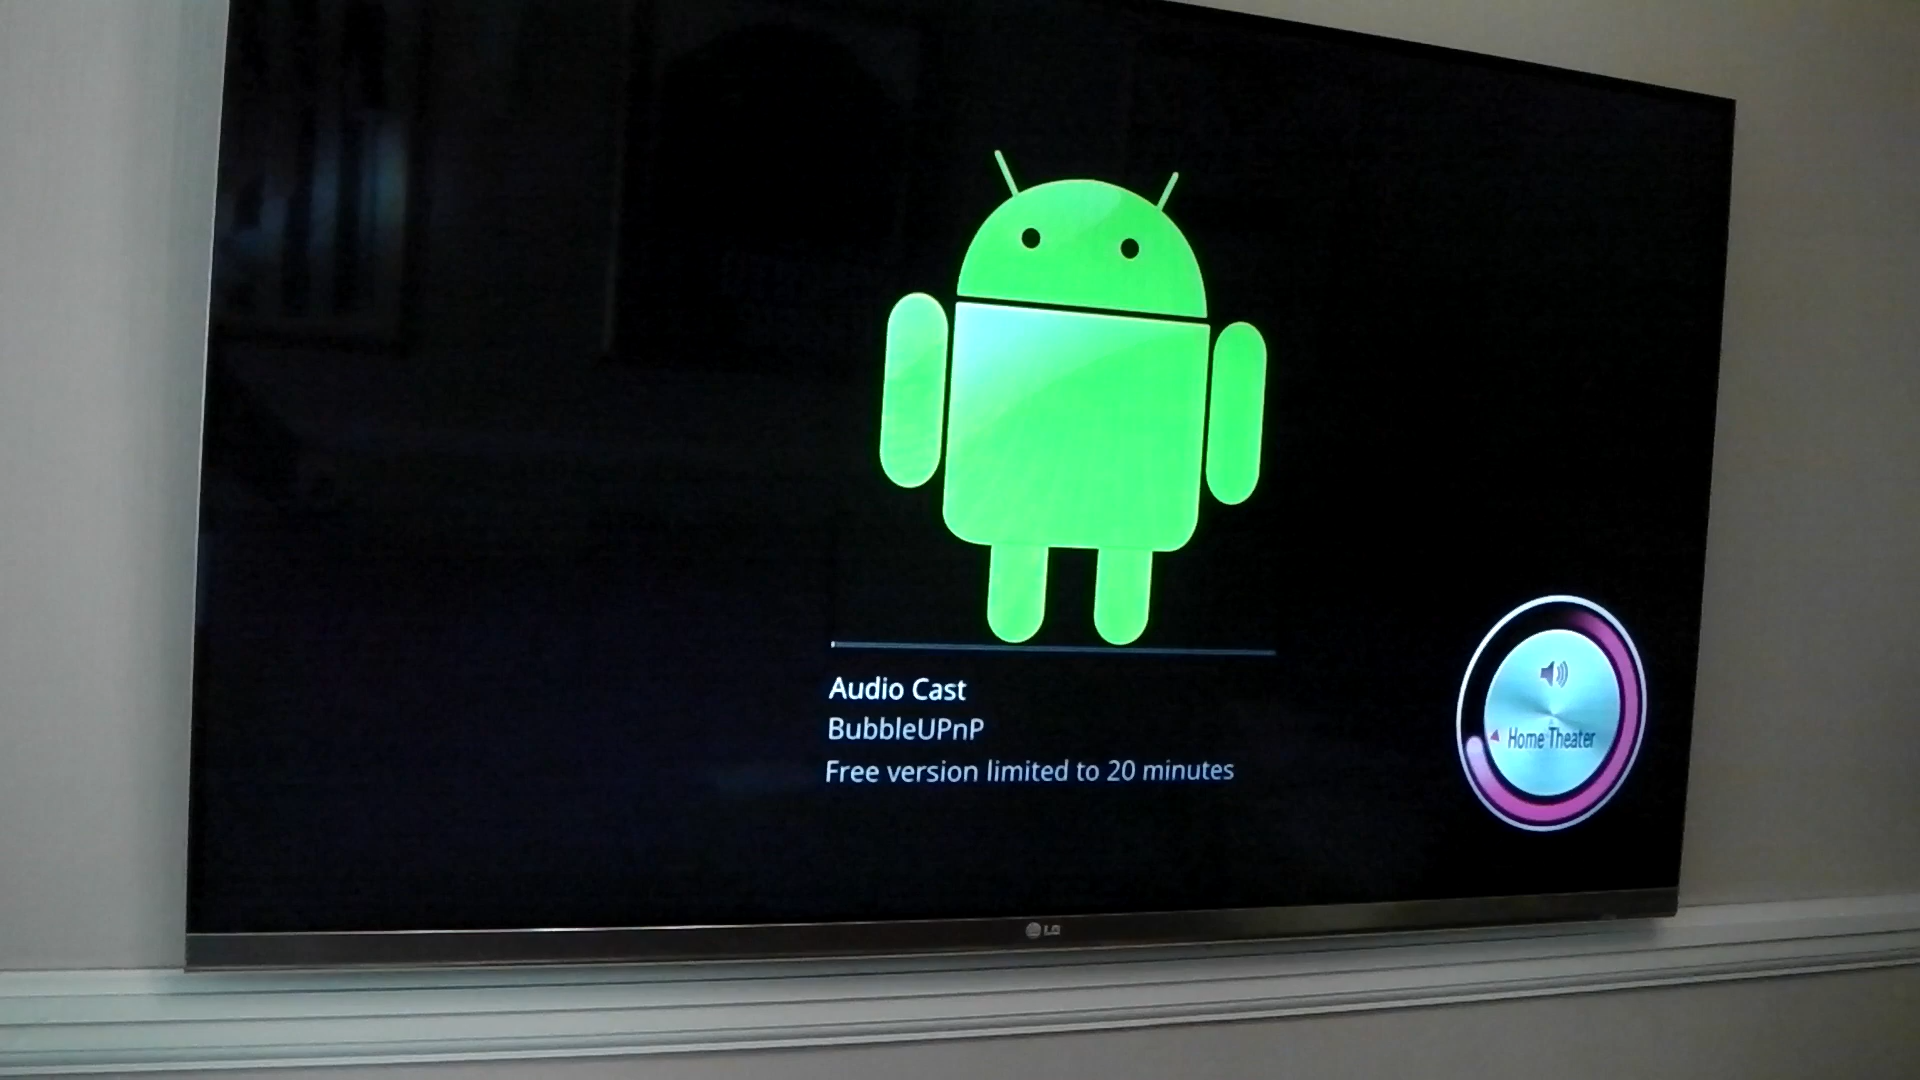 Audio Cast
BubbleUPnP
Free version limited to 20 minutes
Home Theater
LG